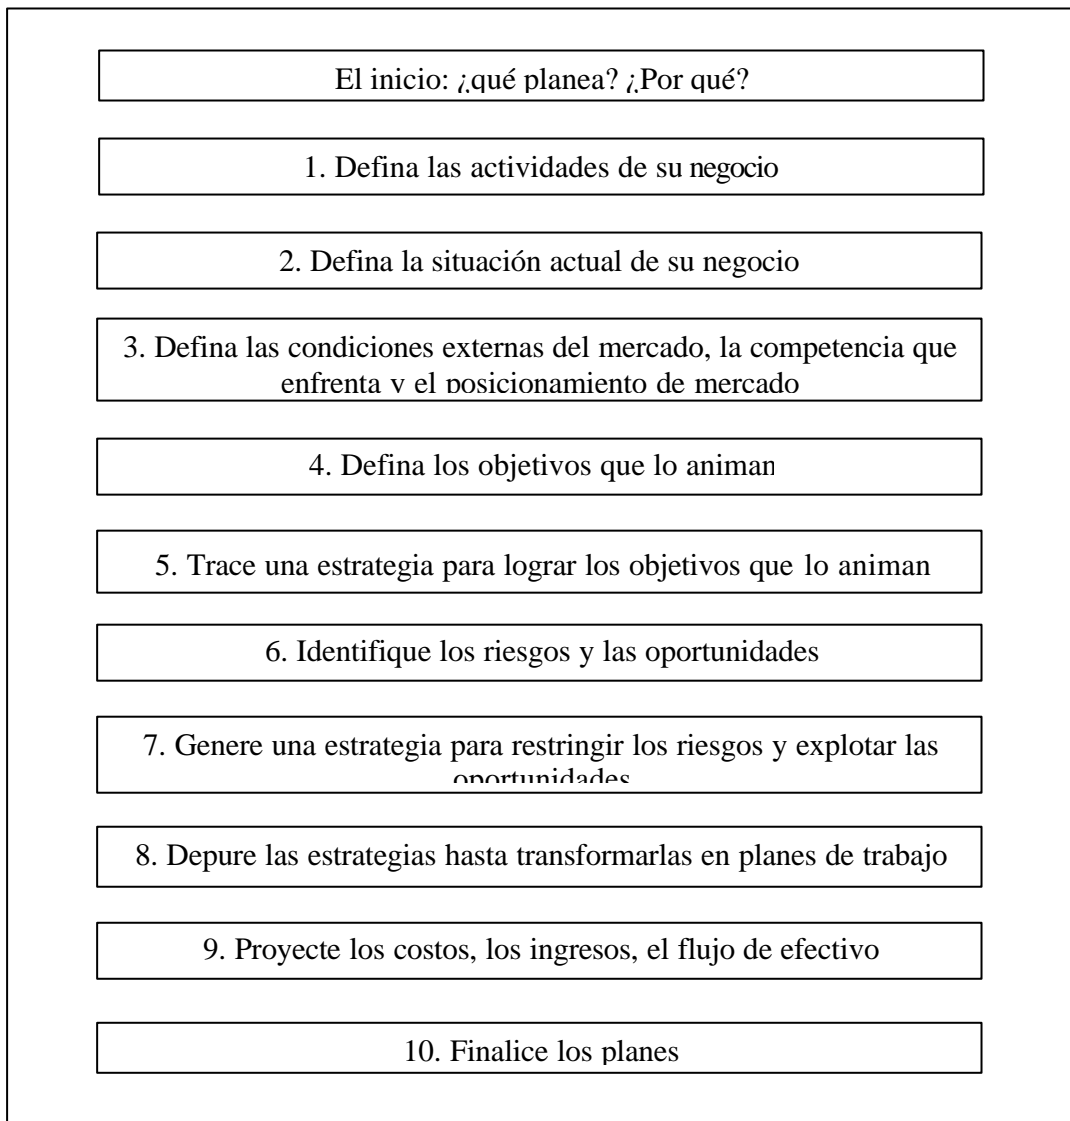 El inicio: ¿qué planea? ¿Por qué?
1. Defina las actividades de su negocio
2. Defina la situación actual de su negocio
3. Defina las condiciones externas del mercado, la competencia que
enfrenta y el posicionamiento de mercado
4. Defina los objetivos que lo animan
5. Trace una estrategia para lograr los objetivos que lo animan
6. Identifique los riesgos y las oportunidades
7. Genere una estrategia para restringir los riesgos y explotar las
oportunidades
8. Depure las estrategias hasta transformarlas en planes de trabajo
9. Proyecte los costos, los ingresos, el flujo de efectivo
10. Finalice los planes